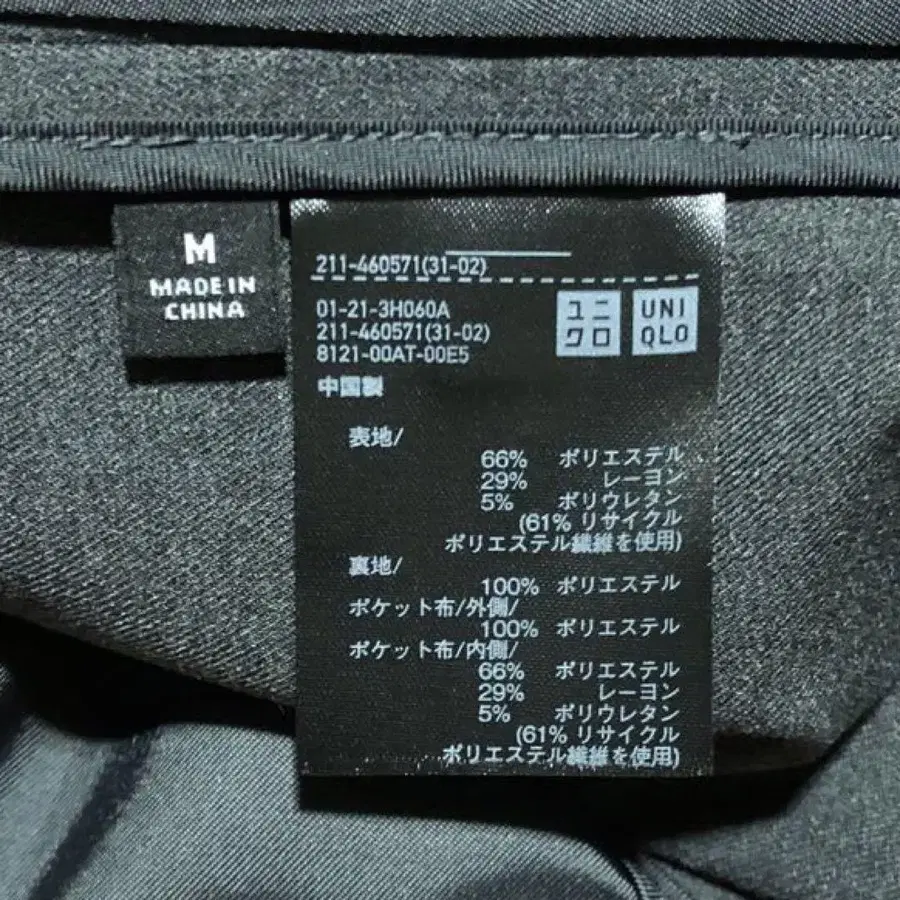 M
MADE IN
CHINA
211-460571(31-02)
01-21-3H060A
211-460571(31-02)
8121-00AT-00E5
ユニ
クロ
UNI
QLO
中国製
表地/
66% ポリエステル
29% レーヨン
5% ポリウレタン
(61% リサイクル
ポリエステル繊維を使用)
裏地/
100% ポリエステル
ポケット布/外側/
100% ポリエステル
ポケット布/内側/
66% ポリエステル
29% レーヨン
5% ポリウレタン
(61% リサイクル
ポリエステル繊維を使用)